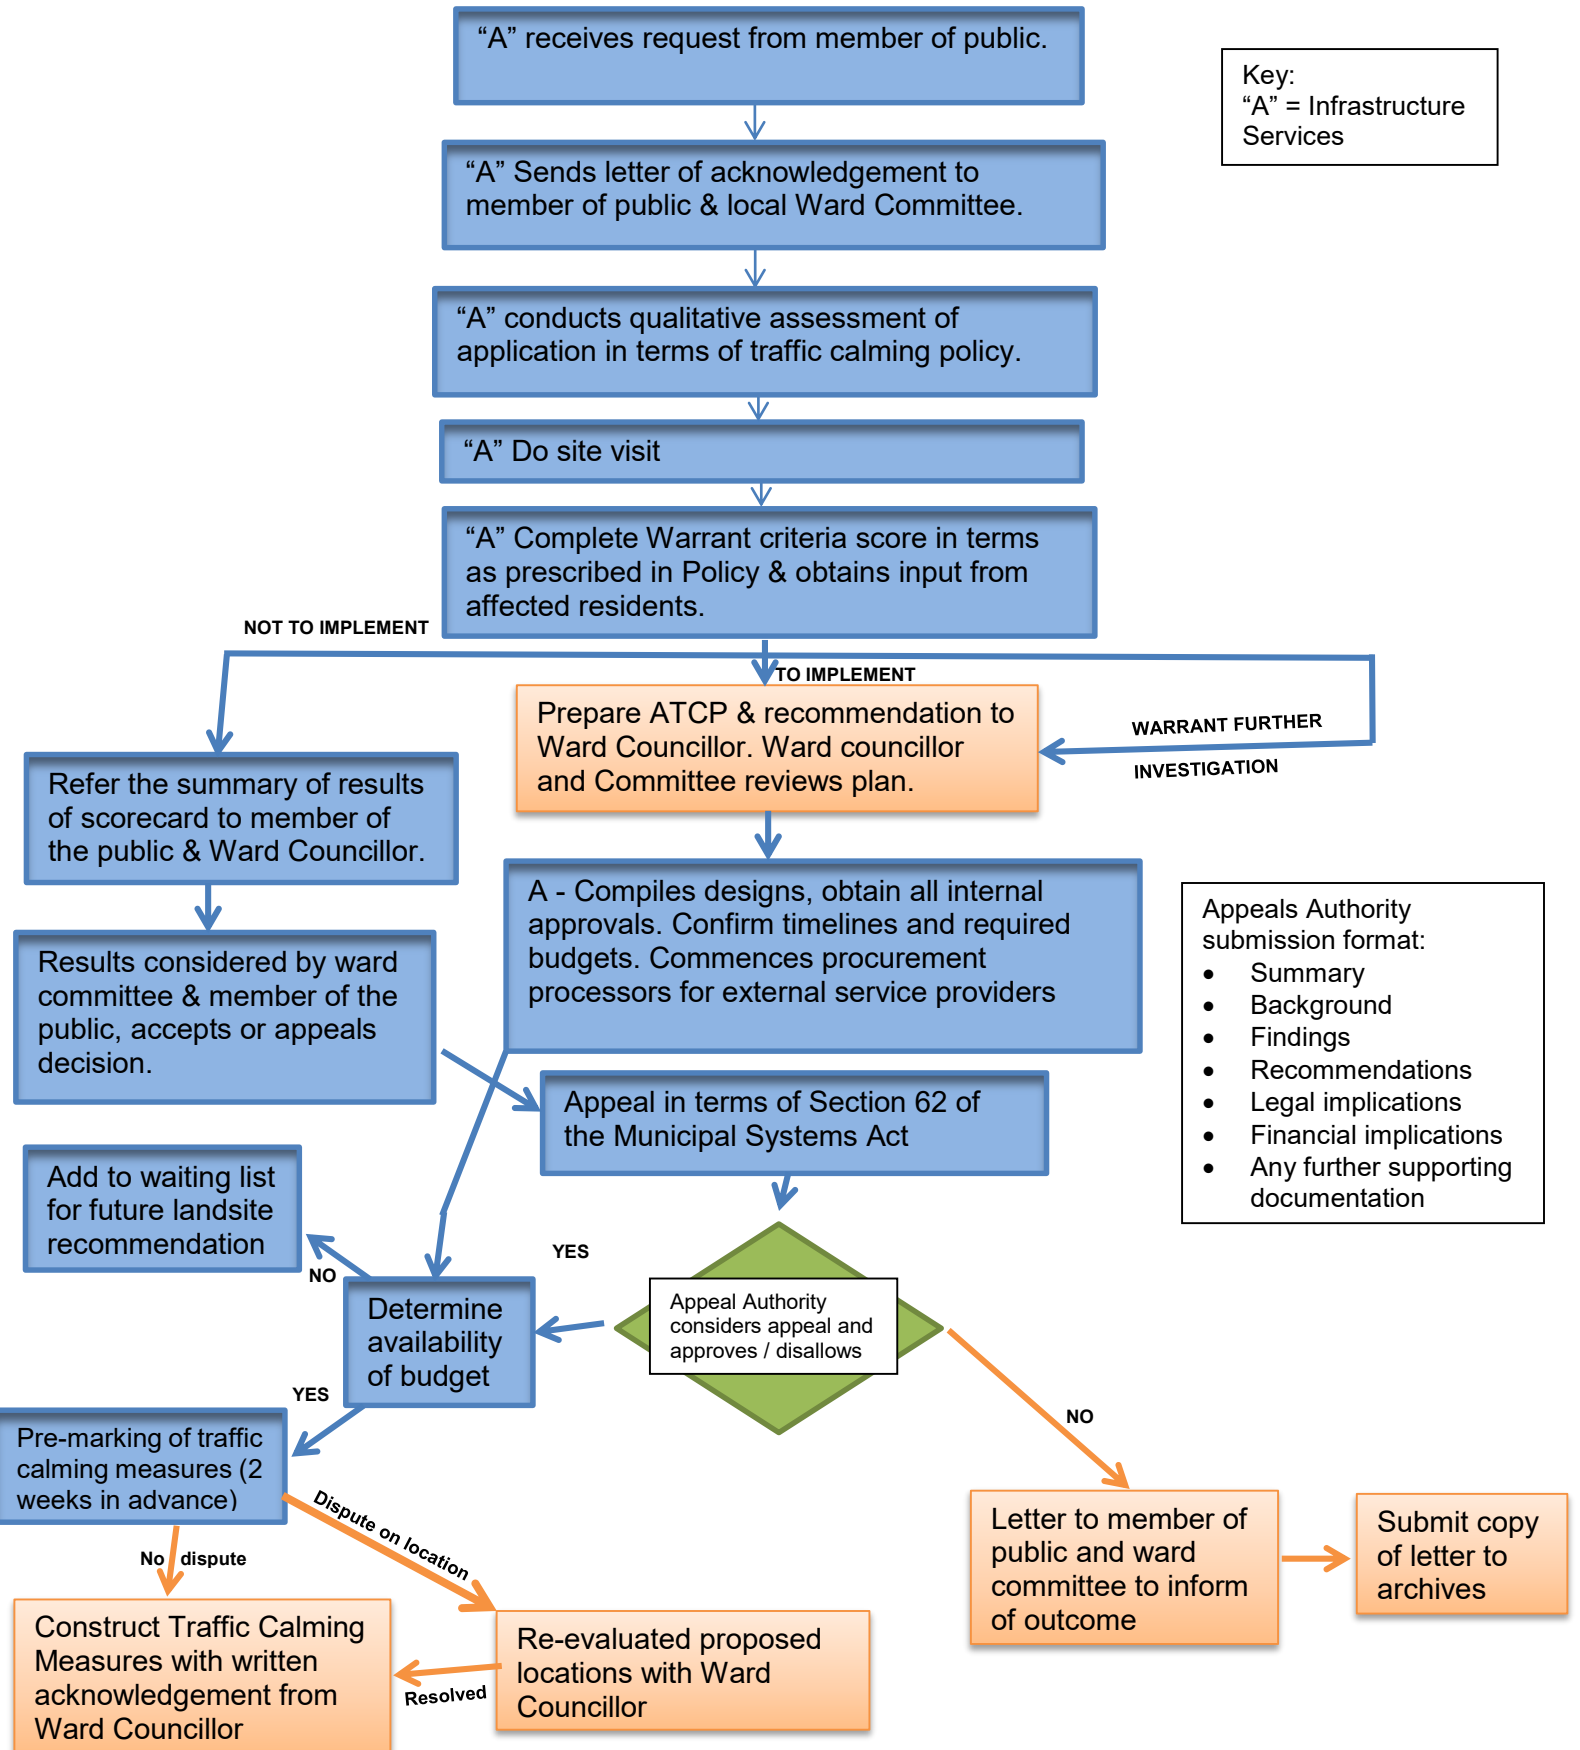 “A” receives request from member of public.
Key:
“A” = Infrastructure
Services
“A” Sends letter of acknowledgement to
member of public & local Ward Committee.
“A” conducts qualitative assessment of
application in terms of traffic calming policy.
“A” Do site visit
“A” Complete Warrant criteria score in terms
as prescribed in Policy & obtains input from
affected residents.
NOT TO IMPLEMENT
TO IMPLEMENT
Prepare ATCP & recommendation to
Ward Councillor. Ward councillor
and Committee reviews plan.
WARRANT FURTHER
INVESTIGATION
Refer the summary of results
of scorecard to member of
the public & Ward Councillor.
A - Compiles designs, obtain all internal
approvals. Confirm timelines and required
budgets. Commences procurement
processors for external service providers
Appeals Authority
submission format:
• Summary
• Background
• Findings
• Recommendations
• Legal implications
• Financial implications
• Any further supporting
documentation
Results considered by ward
committee & member of the
public, accepts or appeals
decision.
Appeal in terms of Section 62 of
the Municipal Systems Act
Add to waiting list
for future landsite
recommendation
NO
YES
Determine
availability
of budget
Appeal Authority
considers appeal and
approves / disallows
YES
NO
Pre-marking of traffic
calming measures (2
weeks in advance)
Dispute on location
No dispute
Letter to member of
public and ward
committee to inform
of outcome
Submit copy
of letter to
archives
Construct Traffic Calming
Measures with written
acknowledgement from
Ward Councillor
Resolved
Re-evaluated proposed
locations with Ward
Councillor